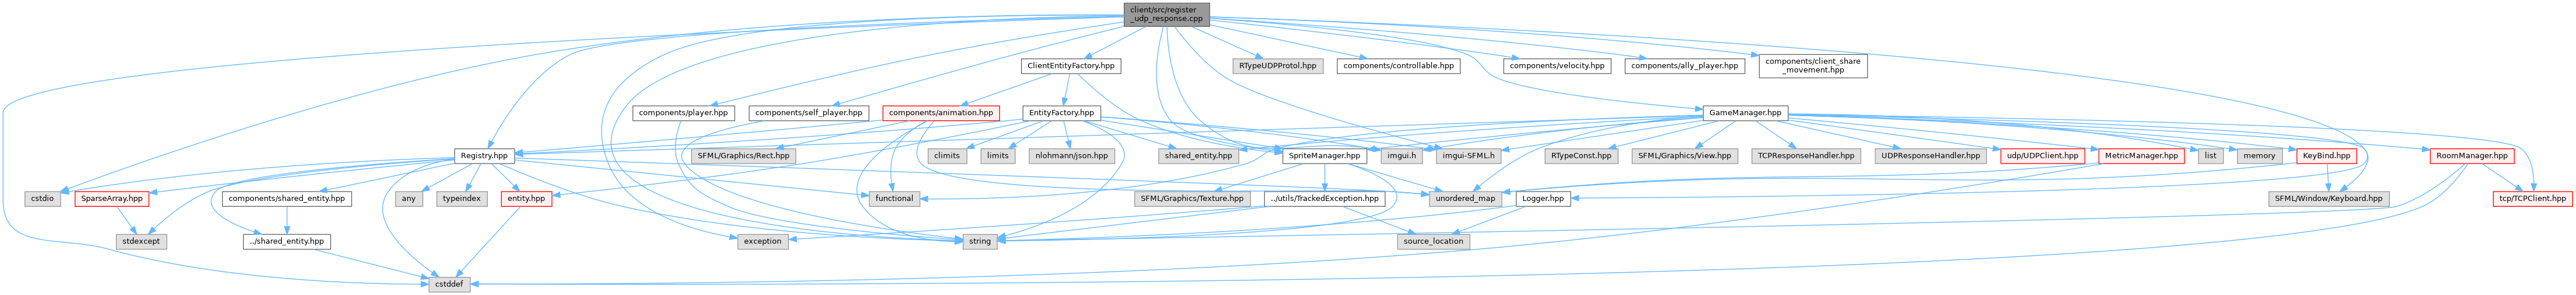 client/src/register
_udp_response.cpp
ClientEntityFactory.hpp
RTypeUDPProtol.hpp
components/controllable.hpp
components/velocity.hpp
components/ally_player.hpp
components/client_share
_movement.hpp
components/player.hpp
components/self_player.hpp
components/animation.hpp
EntityFactory.hpp
GameManager.hpp
Registry.hpp
SFML/Graphics/Rect.hpp
climits
limits
nlohmann/json.hpp
shared_entity.hpp
SpriteManager.hpp
imgui.h
imgui-SFML.h
RTypeConst.hpp
SFML/Graphics/View.hpp
TCPResponseHandler.hpp
UDPResponseHandler.hpp
udp/UDPClient.hpp
MetricManager.hpp
list
memory
KeyBind.hpp
RoomManager.hpp
cstdio
SparseArray.hpp
components/shared_entity.hpp
any
typeindex
entity.hpp
functional
SFML/Graphics/Texture.hpp
../utils/TrackedException.hpp
unordered_map
Logger.hpp
SFML/Window/Keyboard.hpp
tcp/TCPClient.hpp
stdexcept
../shared_entity.hpp
exception
string
source_location
cstddef